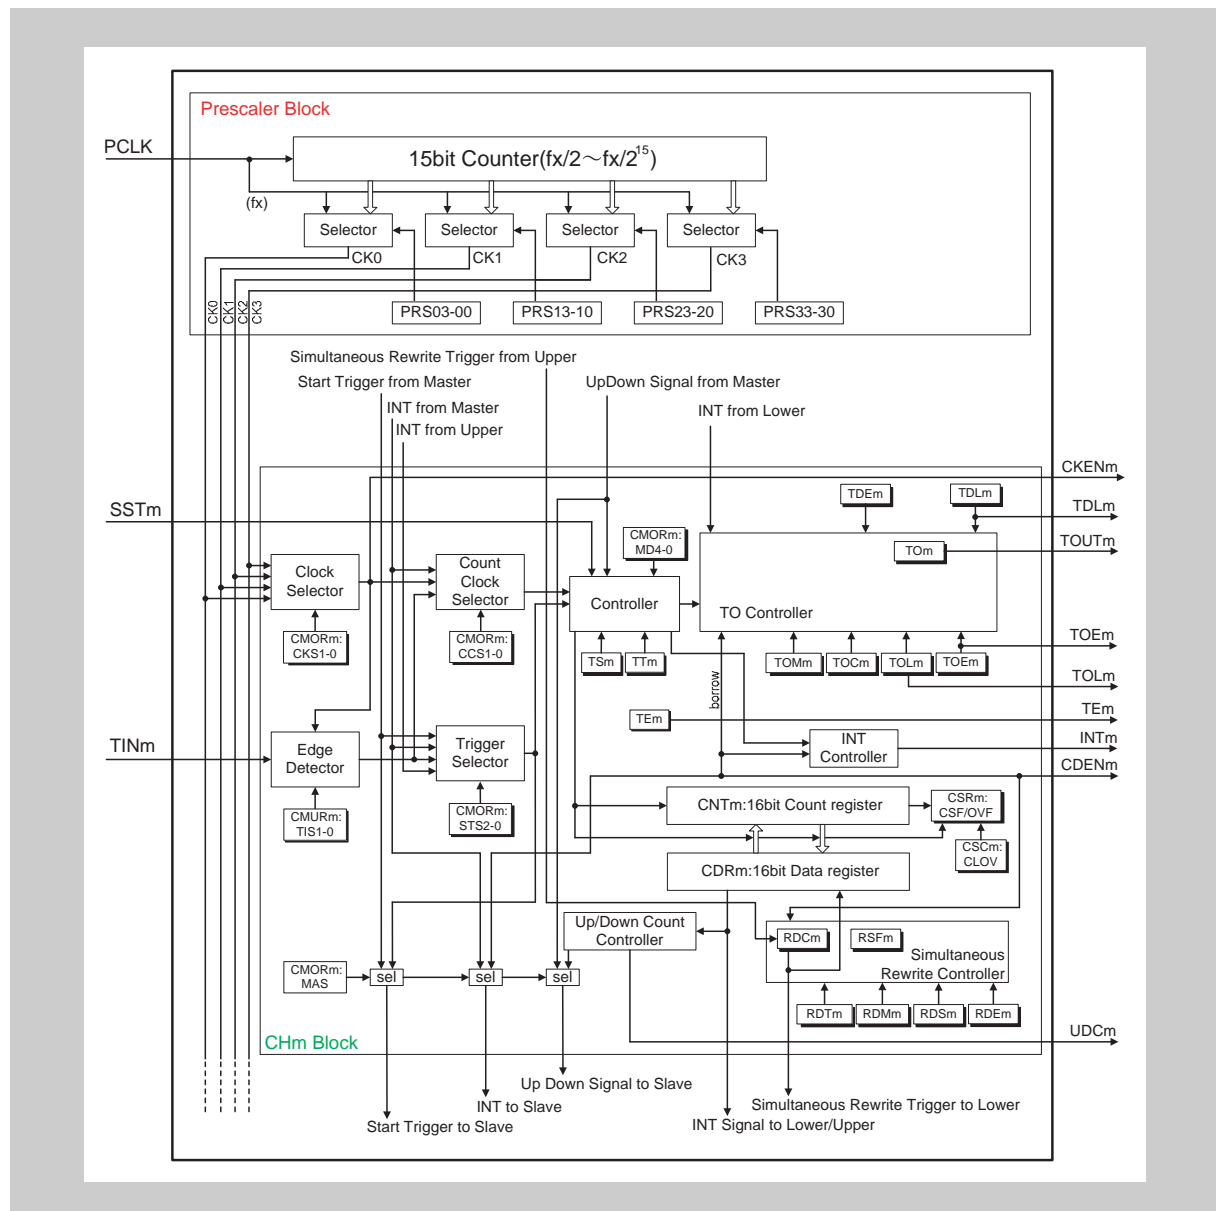 Prescaler Block
PCLK
15bit Counter(fx/2～fx/2^15)
(fx)
Selector
Selector
Selector
Selector
CK0
CK1
CK2
CK3
CK0
CK1
CK2
CK3
PRS03-00
PRS13-10
PRS23-20
PRS33-30
Simultaneous Rewrite Trigger from Upper
Start Trigger from Master
UpDown Signal from Master
INT from Master
INT from Lower
INT from Upper
CKENm
SSTm
TDEm
TDLm
TDLm
TOUTm
CMORm:
MD4-0
TOm
Clock
Selector
Count
Clock
Selector
Controller
TO Controller
CMORm:
CKS1-0
CMORm:
CCS1-0
TSm
TTm
TOMm
TOCm
TOLm
TOEm
TOEm
TOLm
borrow
TEm
TEm
TINm
Edge
Detector
Trigger
Selector
INT
Controller
INTm
CDENm
CMURm:
TIS1-0
CMORm:
STS2-0
CNTm:16bit Count register
CSRm:
CSF/OVF
CSCm:
CLOV
CDRm:16bit Data register
Up/Down Count
Controller
RDCm
RSFm
Simultaneous
Rewrite Controller
CMORm:
MAS
sel
sel
sel
RDTm
RDMm
RDSm
RDEm
CHm Block
UDCm
Up Down Signal to Slave
INT to Slave
Simultaneous Rewrite Trigger to Lower
Start Trigger to Slave
INT Signal to Lower/Upper